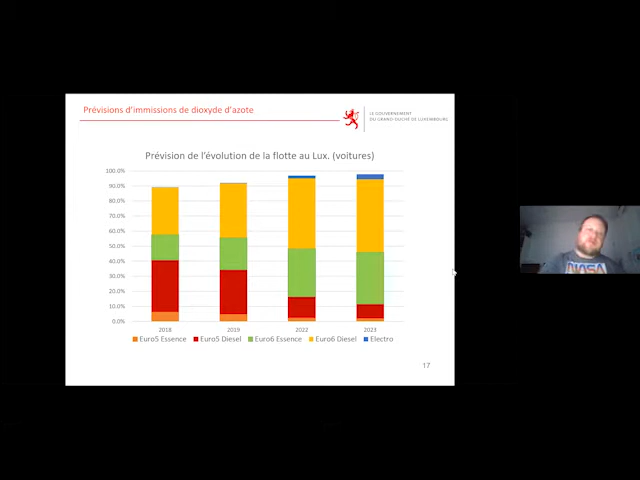 Prévisions d'immissions de dioxyde d'azote
LE GOUVERNEMENT
DU GRAND-DUCHÉ DE LUXEMBOURG
Prévision de l'évolution de la flotte au Lux. (voitures)
100.0%
90.0%
80.0%
70.0%
60.0%
50.0%
40.0%
30.0%
20.0%
10.0%
0.0%
2018 2019 2022 2023
Euro5 Essence Euro5 Diesel Euro6 Essence Euro6 Diesel Electro
17
NASA